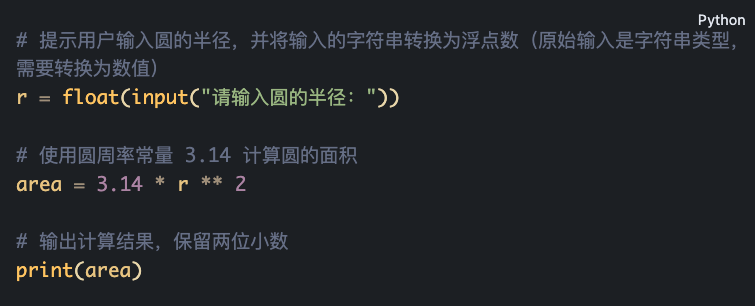 Python
# 提示用户输入圆的半径，并将输入的字符串转换为浮点数（原始输入是字符串类型，
需要转换为数值）
r = float(input("请输入圆的半径："))
# 使用圆周率常量 3.14 计算圆的面积
area = 3.14 * r ** 2
# 输出计算结果，保留两位小数
print(area)